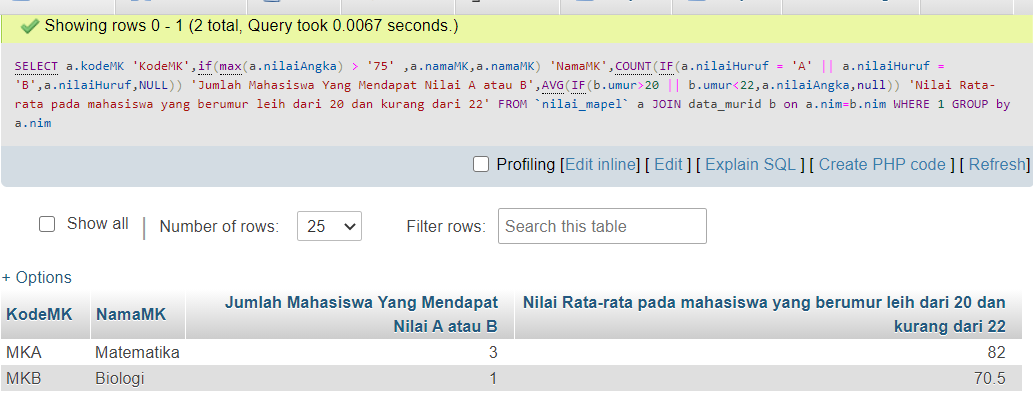 Showing rows 0 - 1 (2 total, Query took 0.0067 seconds.)
SELECT a.kodeMK 'KodeMK',if(max(a.nilaiAngka) > '75' ,a.namaMK,a.namaMK) 'NamaMK',COUNT(IF(a.nilaiHuruf = 'A' || a.nilaiHuruf =
'B',a.nilaiHuruf,NULL)) 'Jumlah Mahasiswa Yang Mendapat Nilai A atau B',AVG(IF(b.umur>20 || b.umur<22,a.nilaiAngka,null)) 'Nilai Rata-
rata pada mahasiswa yang berumur leih dari 20 dan kurang dari 22' FROM `nilai_mapel` a JOIN data_murid b on a.nim=b.nim WHERE 1 GROUP by
a.nim
Profiling [Edit inline] [ Edit ] [ Explain SQL ] [ Create PHP code ] [ Refresh]
Show all | Number of rows: 25 Filter rows: Search this table
+ Options
KodeMK NamaMK Jumlah Mahasiswa Yang Mendapat Nilai Rata-rata pada mahasiswa yang berumur leih dari 20 dan
Nilai A atau B kurang dari 22
MKA Matematika 3 82
MKB Biologi 1 70.5